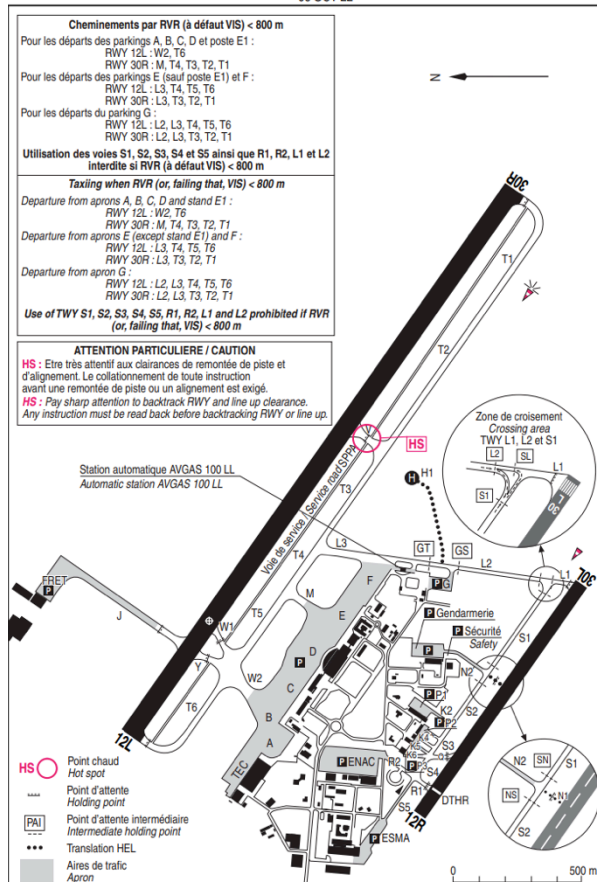 Cheminements par RVR (à défaut VIS) < 800 m
Pour les départs des parkings A, B, C, D et poste E1 :
RWY 12L : W2, T6
RWY 30R : M, T4, T3, T2, T1
Pour les départs des parkings E (sauf poste E1) et F :
RWY 12L : L3, T4, T5, T6
RWY 30R : L3, T3, T2, T1
Pour les départs du parking G :
RWY 12L : L2, L3, T4, T5, T6
RWY 30R : L2, L3, T3, T2, T1
Utilisation des voies S1, S2, S3, S4 et S5 ainsi que R1, R2, L1 et L2
interdite si RVR (à défaut VIS) < 800 m
Taxiing when RVR (or, failing that, VIS) < 800 m
Departure from aprons A, B, C, D and stand E1 :
RWY 12L : W2, T6
RWY 30R : M, T4, T3, T2, T1
Departure from aprons E (except stand E1) and F :
RWY 12L : L3, T4, T5, T6
RWY 30R : L3, T3, T2, T1
Departure from apron G :
RWY 12L : L2, L3, T4, T5, T6
RWY 30R : L2, L3, T3, T2, T1
Use of TWY S1, S2, S3, S4, S5, R1, R2, L1 and L2 prohibited if RVR
(or, failing that, VIS) < 800 m
ATTENTION PARTICULIERE / CAUTION
HS : Etre très attentif aux clairances de remontée de piste et
d'alignement. Le collationnement de toute instruction
avant une remontée de piste ou un alignement est exigé.
HS : Pay sharp attention to backtrack RWY and line up clearance.
Any instruction must be read back before backtracking RWY or line up.
N
30R
T1
T2
HS
Zone de croisement
Crossing area
TWY L1, L2 et S1
L2
SL
L1
S1
30
L
Station automatique AVGAS 100 LL
Automatic station AVGAS 100 LL
Voie de service / Service road SPPA
T3
H
H1
L3
GT
GS
L2
L1
30L
FRET
P
J
T4
M
F
E
P G
P Gendarmerie
P Sécurité
Safety
S1
W1
T5
D
P
C
N2
Y
W2
P P1
K2
S2
T6
B
A
P P2
K5
K6
S3
12L
TEC
P ENAC
R2
P P3
S4
R1
DTHR
S5
12R
P ESMA
N2
SN
S1
NS
N1
S2
HS
Point chaud
Hot spot
Point d'attente
Holding point
PAI
Point d'attente intermédiaire
Intermediate holding point
Translation HEL
Aires de trafic
Apron
0
500 m